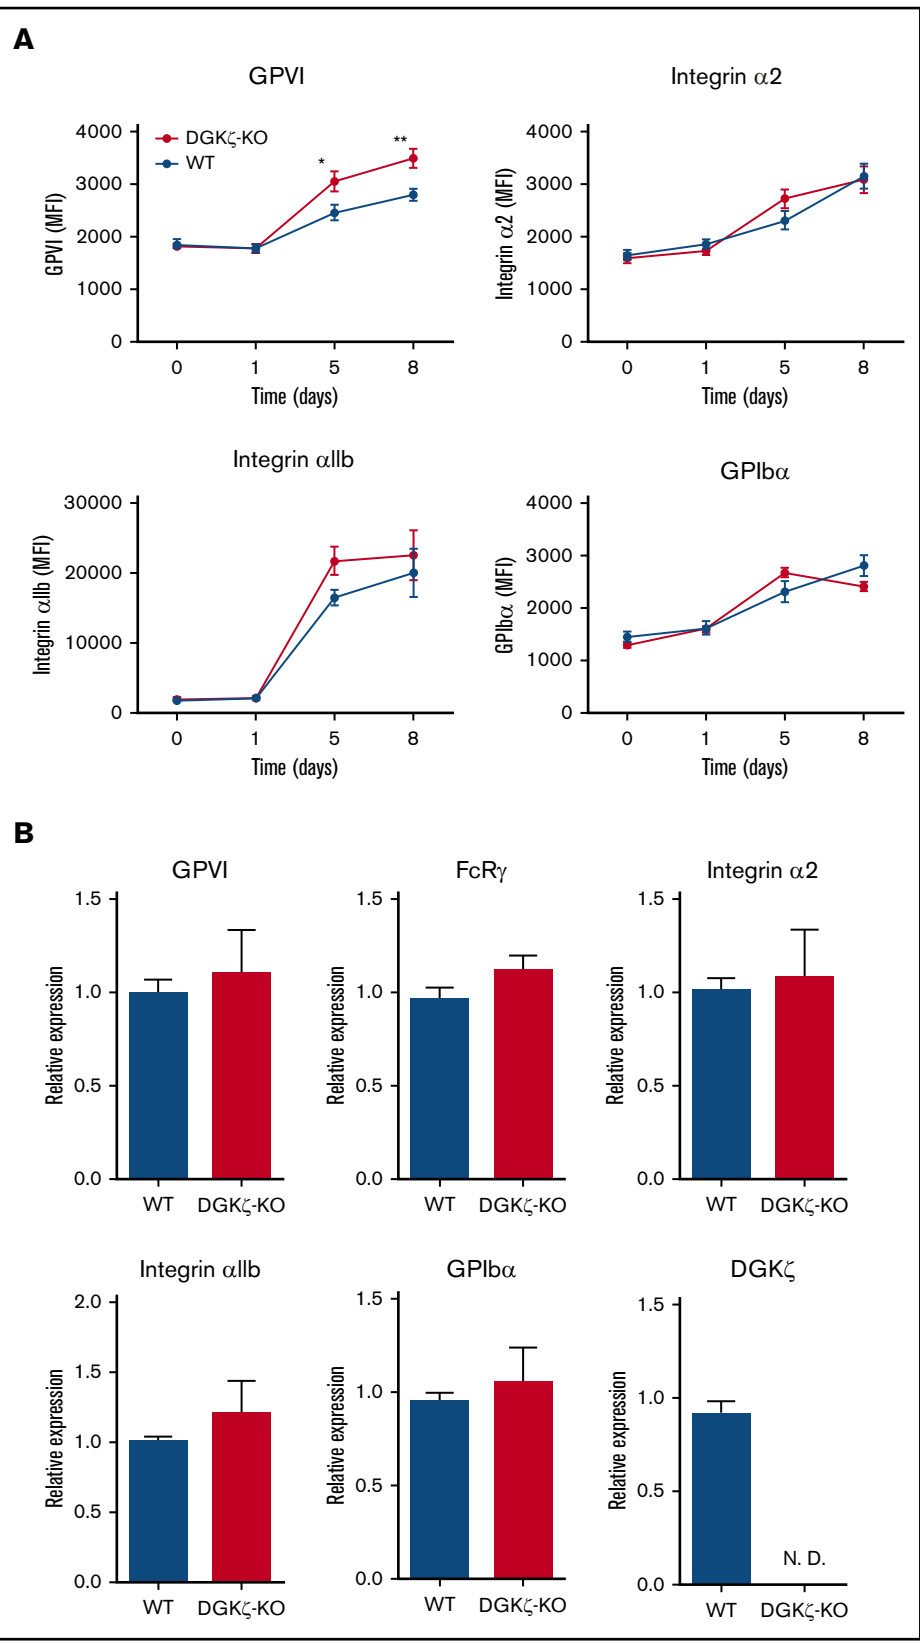 A
GPVI
4000
3000
2000
1000
0
GPVI (MFI)
DGKζ-KO
WT
*
**
0 1 5 8
Time (days)
Integrin α2
4000
3000
2000
1000
0
Integrin α2 (MFI)
0 1 5 8
Time (days)
Integrin αIIb
30000
20000
10000
0
Integrin αIIb (MFI)
0 1 5 8
Time (days)
GPIbα
4000
3000
2000
1000
0
GPIbα (MFI)
0 1 5 8
Time (days)
B
GPVI
1.5
1.0
0.5
0.0
Relative expression
WT DGKζ-KO
FcRγ
1.5
1.0
0.5
0.0
Relative expression
WT DGKζ-KO
Integrin α2
1.5
1.0
0.5
0.0
Relative expression
WT DGKζ-KO
Integrin αIIb
2.0
1.5
1.0
0.5
0.0
Relative expression
WT DGKζ-KO
GPIbα
1.5
1.0
0.5
0.0
Relative expression
WT DGKζ-KO
DGKζ
1.5
1.0
0.5
0.0
Relative expression
N. D.
WT DGKζ-KO